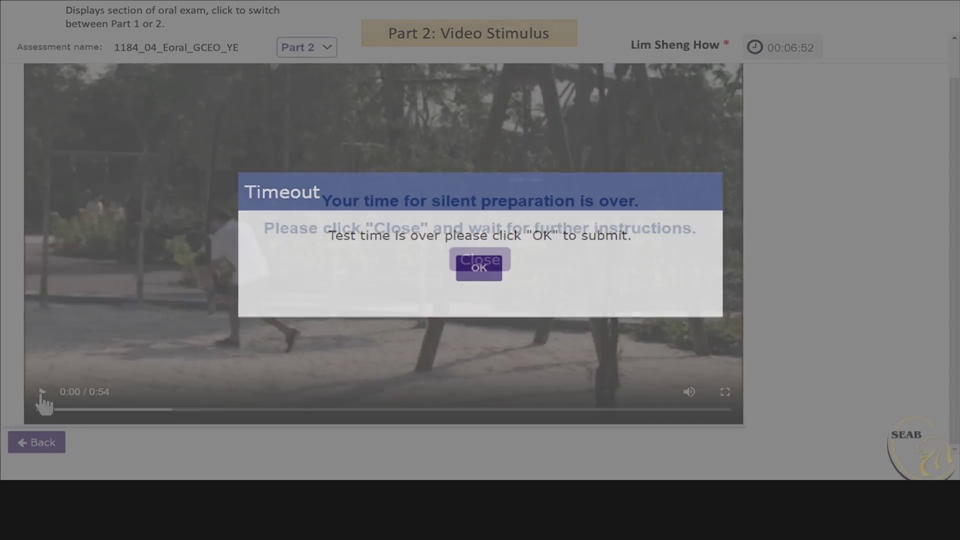 Displays section of oral exam, click to switch
between Part 1 or 2.
Part 2: Video Stimulus
Assessment name: 1184_04_Eoral_GCEO_YE
Part 2
Lim Sheng How *
00:06:52
Timeout
Your time for silent preparation is over.
Please click "Close" and wait for further instructions.
Test time is over please click "OK" to submit.
Close
OK
0:00 / 0:54
Back
SEAB